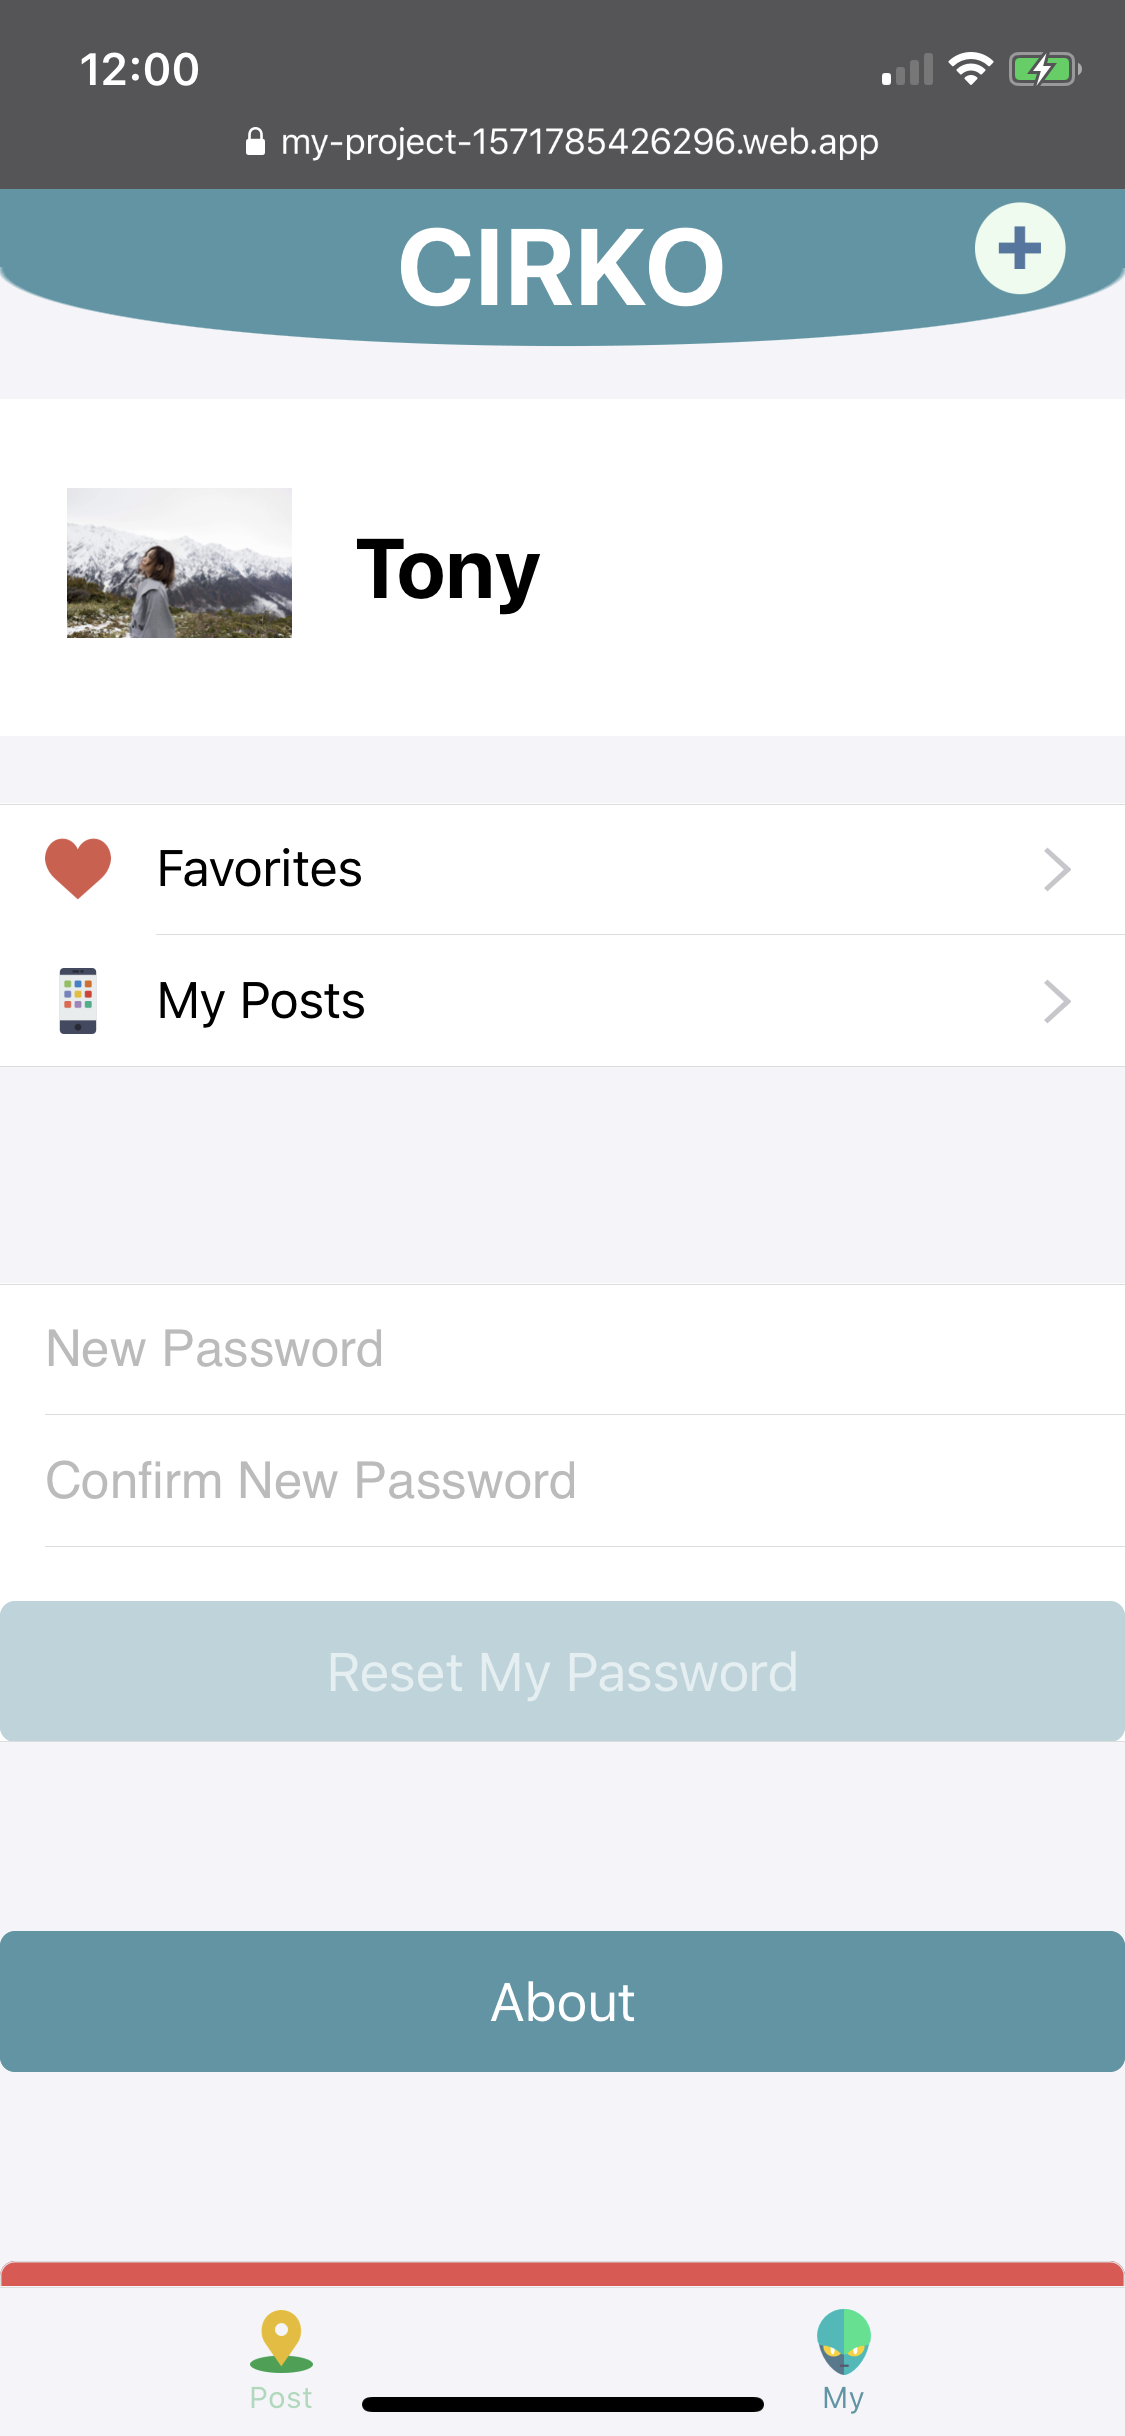 12:00
my-project-1571785426296.web.app
CIRKO
Tony
Favorites
My Posts
New Password
Confirm New Password
Reset My Password
About
Post
My